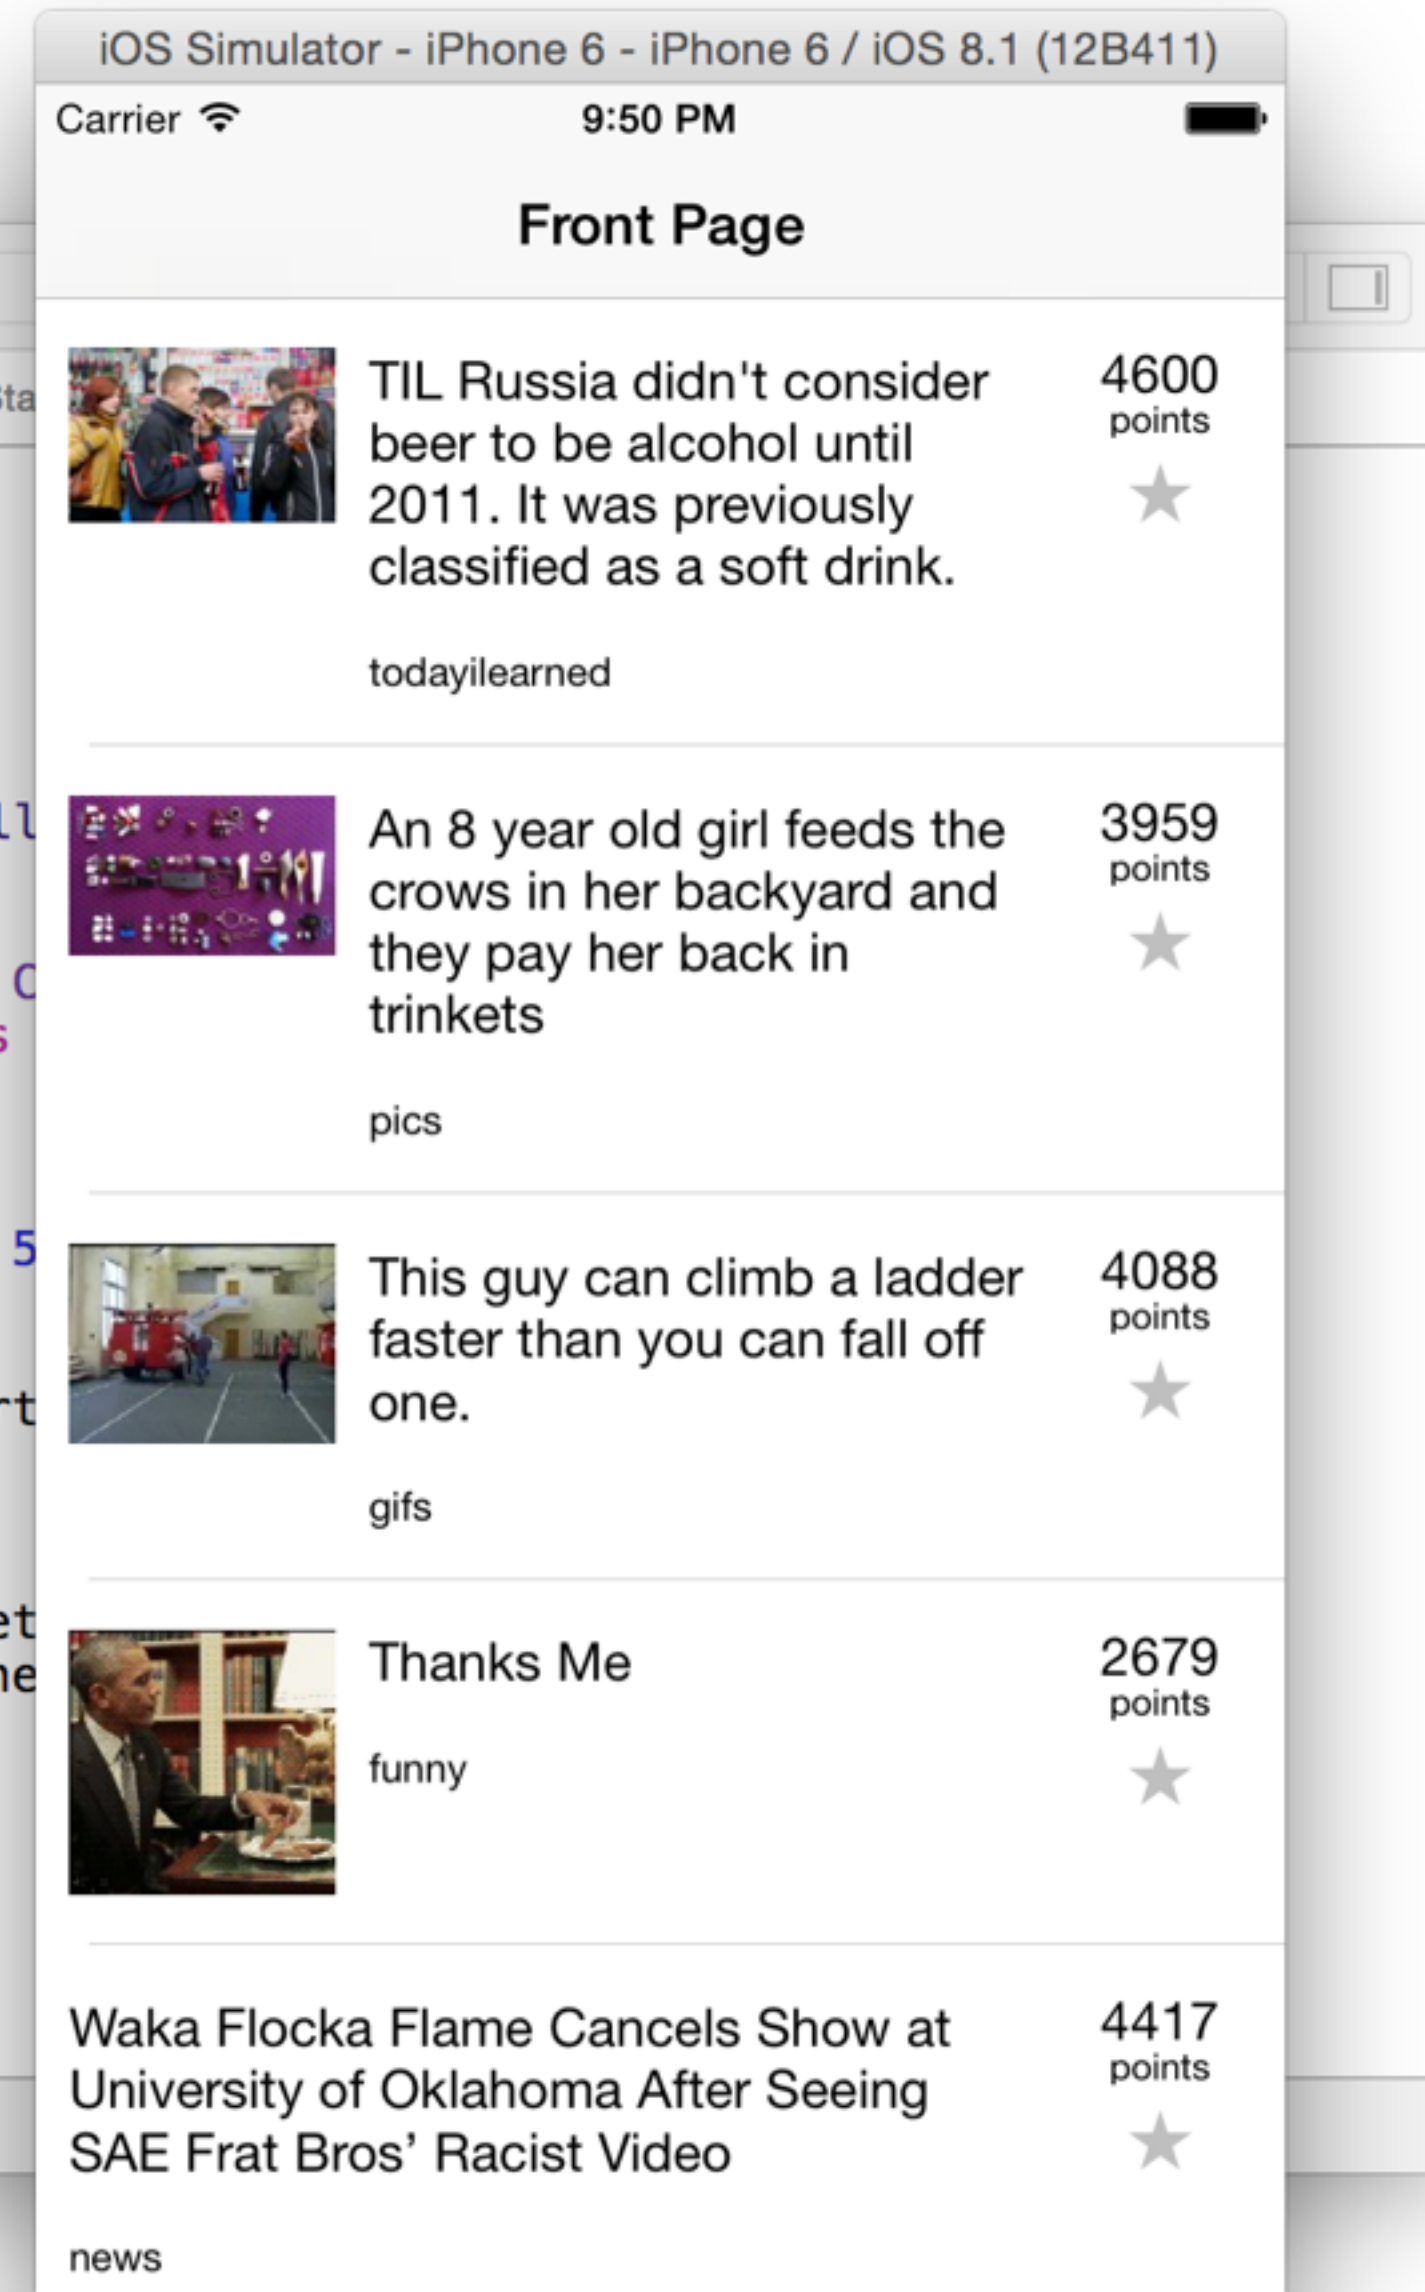 iOS Simulator - iPhone 6 - iPhone 6 / iOS 8.1 (12B411)
Carrier
9:50 PM
Front Page
TIL Russia didn't consider
beer to be alcohol until
2011. It was previously
classified as a soft drink.
4600
points
todayilearned
An 8 year old girl feeds the
crows in her backyard and
they pay her back in
trinkets
3959
points
pics
This guy can climb a ladder
faster than you can fall off
one.
4088
points
gifs
Thanks Me
2679
points
funny
Waka Flocka Flame Cancels Show at
University of Oklahoma After Seeing
SAE Frat Bros’ Racist Video
4417
points
news